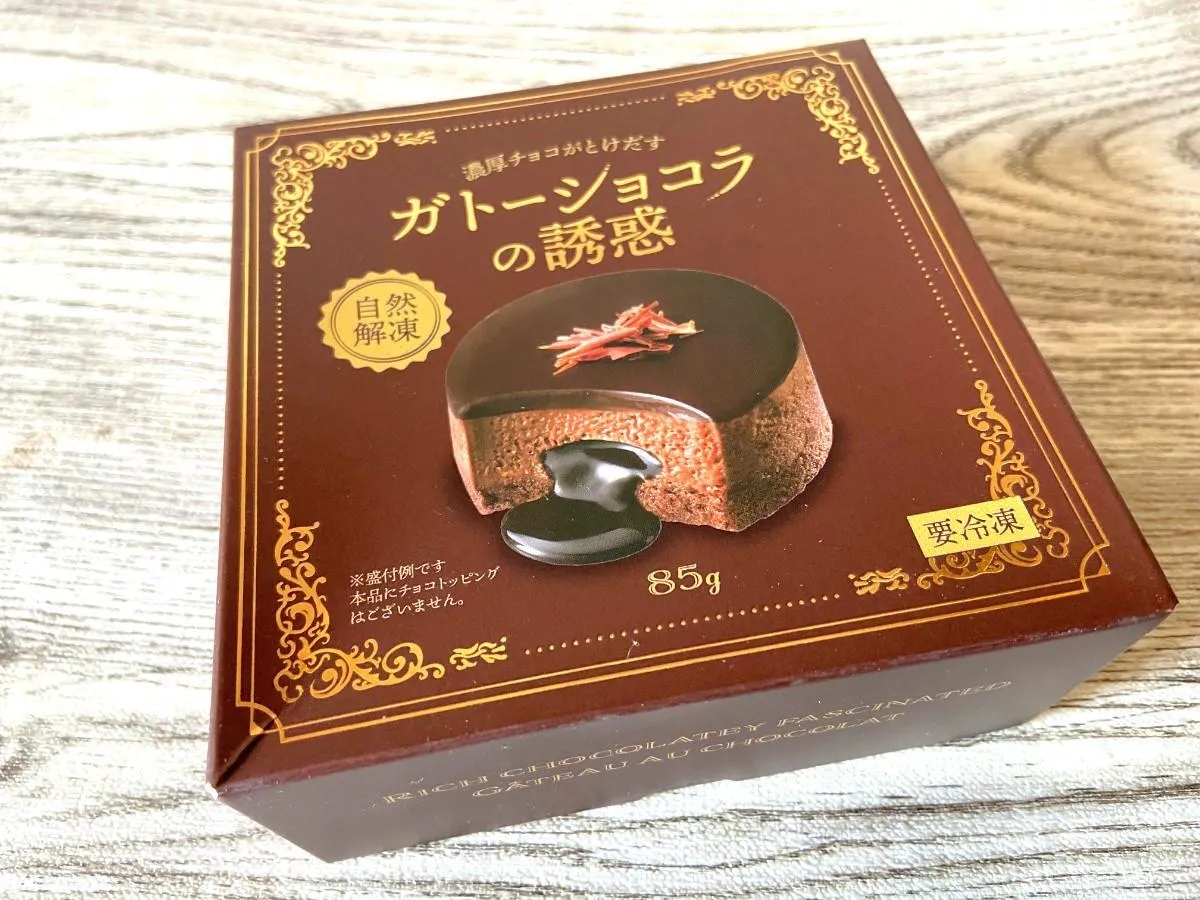 濃厚チョコがとけだす
ガトーショコラ
の誘惑
自然
解凍
要冷凍
※盛付例です
本品にチョコトッピング
はございません。
85g
RICH CHOCOLATEY FASCINATED
GÂTEAU AU CHOCOLAT